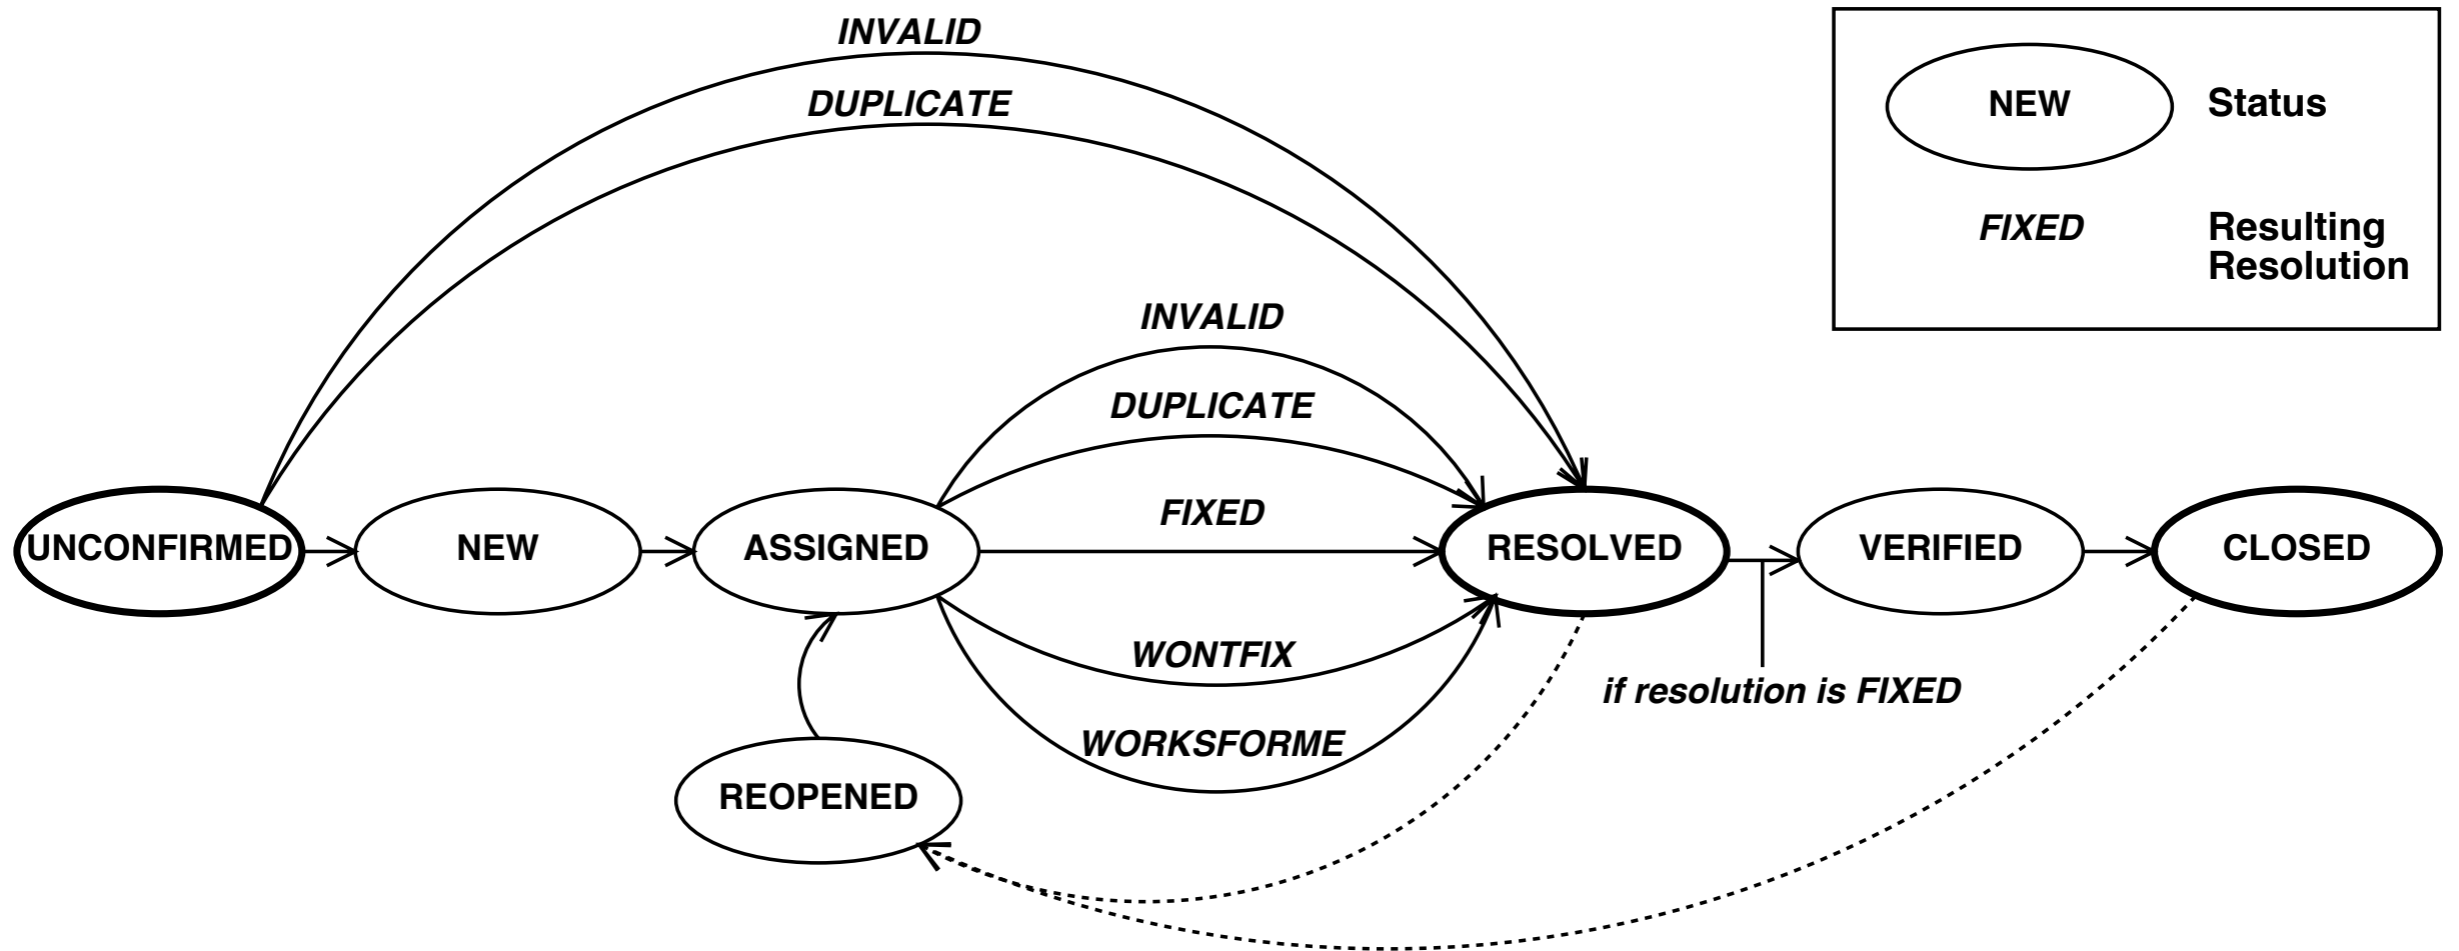 INVALID
DUPLICATE
NEW
Status
FIXED
Resulting
Resolution
INVALID
DUPLICATE
FIXED
UNCONFIRMED
NEW
ASSIGNED
RESOLVED
VERIFIED
CLOSED
WONTFIX
if resolution is FIXED
WORKSFORME
REOPENED